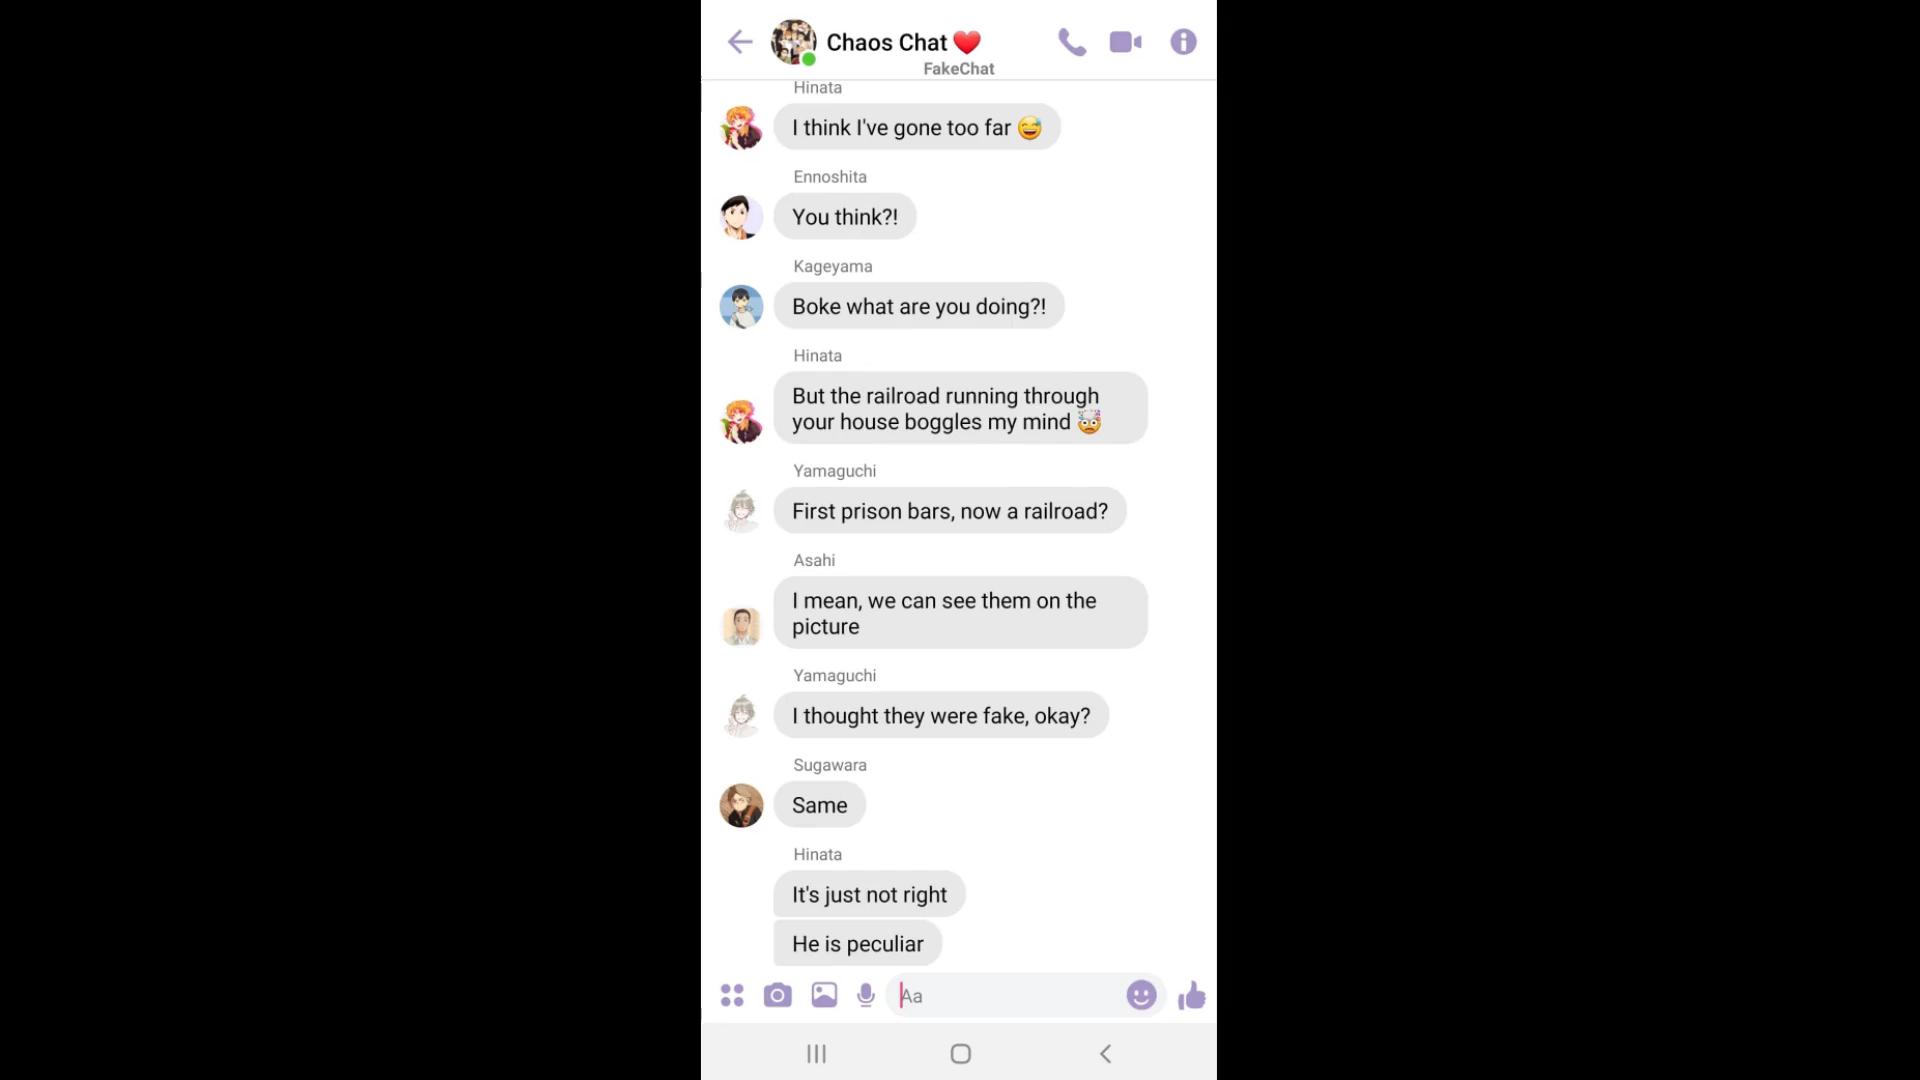 Chaos Chat ❤️
FakeChat
Hinata
I think I've gone too far 😅
Ennoshita
You think?!
Kageyama
Boke what are you doing?!
Hinata
But the railroad running through
your house boggles my mind 🤯
Yamaguchi
First prison bars, now a railroad?
Asahi
I mean, we can see them on the
picture
Yamaguchi
I thought they were fake, okay?
Sugawara
Same
Hinata
It's just not right
He is peculiar
Aa